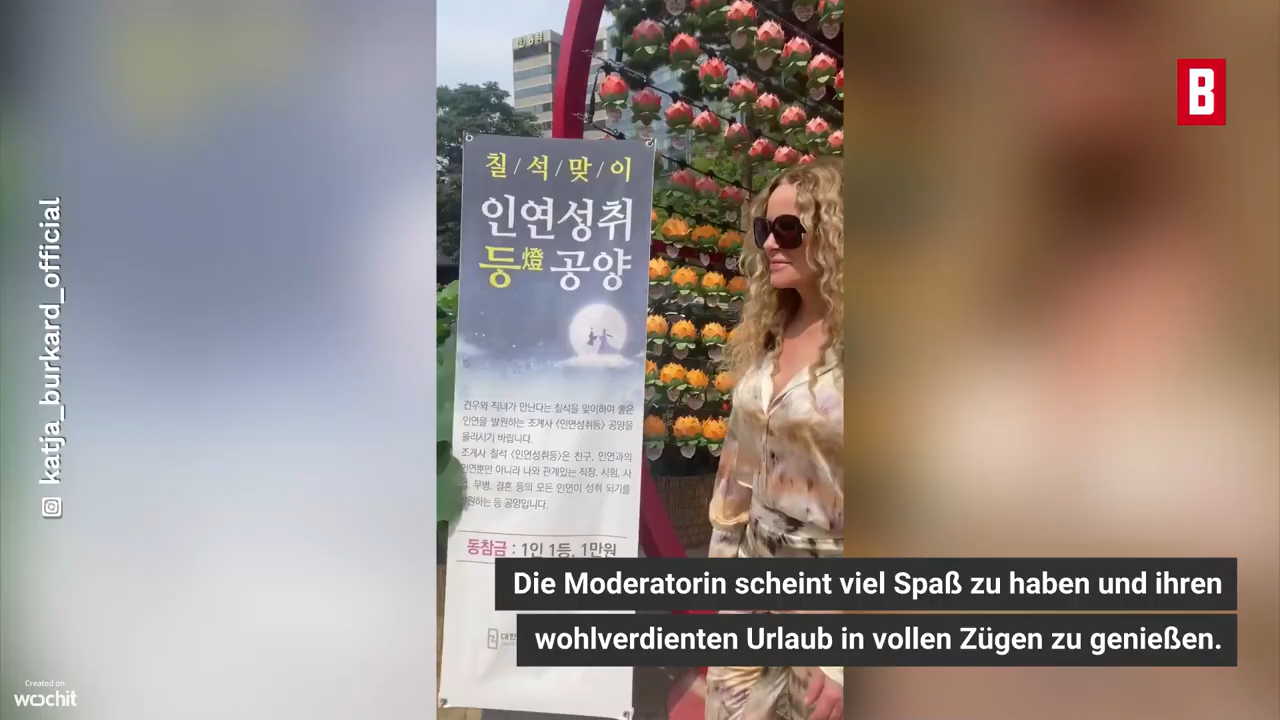 B
칠/석/맞/이
인연성취
등燈 공양
견우와 직녀가 만난다는 칠석을 맞이하여 좋은
인연을 발원하는 조계사 <인연성취등> 공양을
올리시기 바랍니다.
조계사 칠석 <인연성취등>은 친구, 연인과의
인연뿐만 아니라 나와 관계있는 직장, 시험, 사
무병, 결혼 등의 모든 인연이 성취 되기를
발원하는 등 공양입니다.
동참금 : 1인 1등, 1만원
대한
katja_burkard_official
Die Moderatorin scheint viel Spaß zu haben und ihren
wohlverdienten Urlaub in vollen Zügen zu genießen.
Created on
wochit